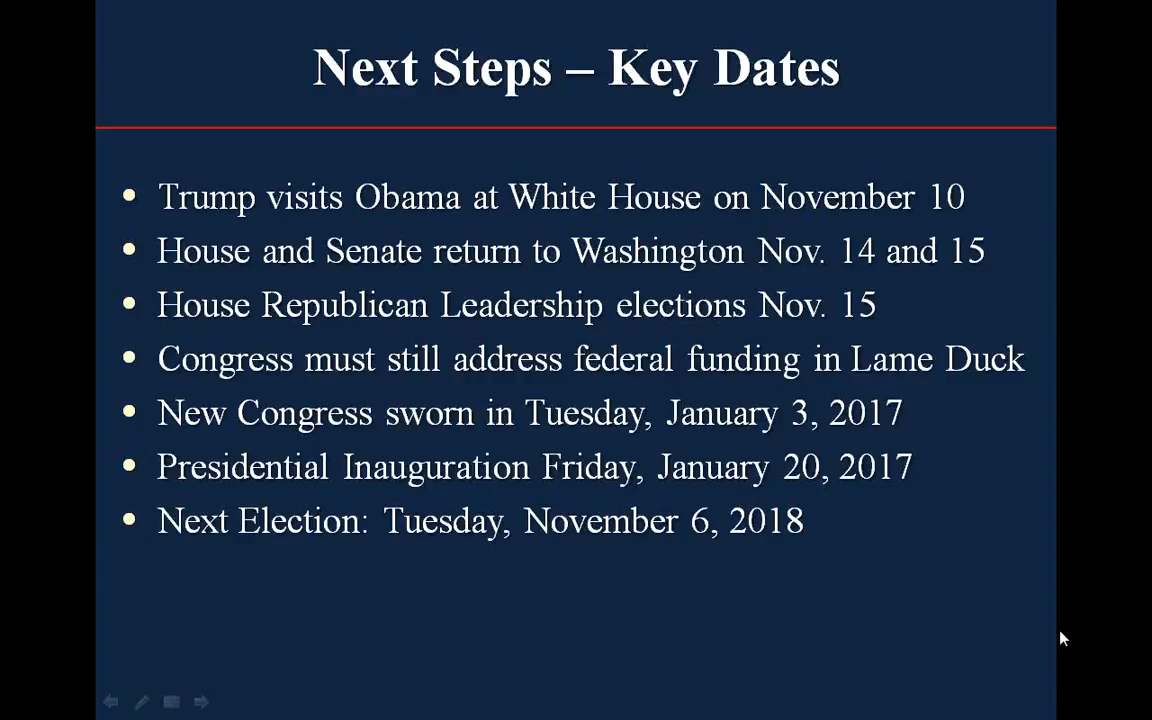 Next Steps – Key Dates
• Trump visits Obama at White House on November 10
• House and Senate return to Washington Nov. 14 and 15
• House Republican Leadership elections Nov. 15
• Congress must still address federal funding in Lame Duck
• New Congress sworn in Tuesday, January 3, 2017
• Presidential Inauguration Friday, January 20, 2017
• Next Election: Tuesday, November 6, 2018